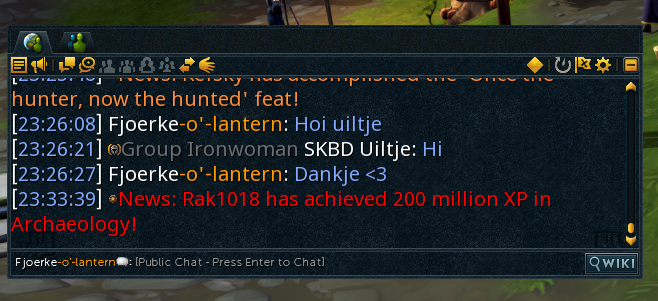 hunter, now the hunted' feat!
[23:26:08] Fjoerke-o'-lantern: Hoi uiltje
[23:26:21] Group Ironwoman SKBD Uiltje: Hi
[23:26:27] Fjoerke-o'-lantern: Dankje <3
[23:33:39] News: Rak1018 has achieved 200 million XP in
Archaeology!
Fjoerke-o'-lantern: [Public Chat - Press Enter to Chat]
WIKI